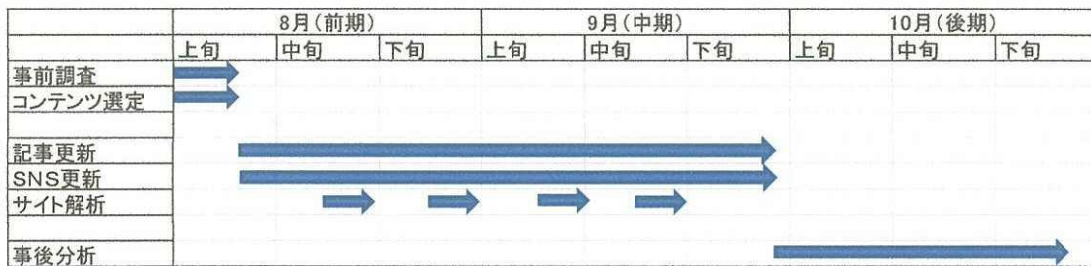 8月(前期) 9月(中期) 10月(後期)
上旬 中旬 下旬 上旬 中旬 下旬 上旬 中旬 下旬
事前調査
コンテンツ選定
記事更新
SNS更新
サイト解析
事後分析